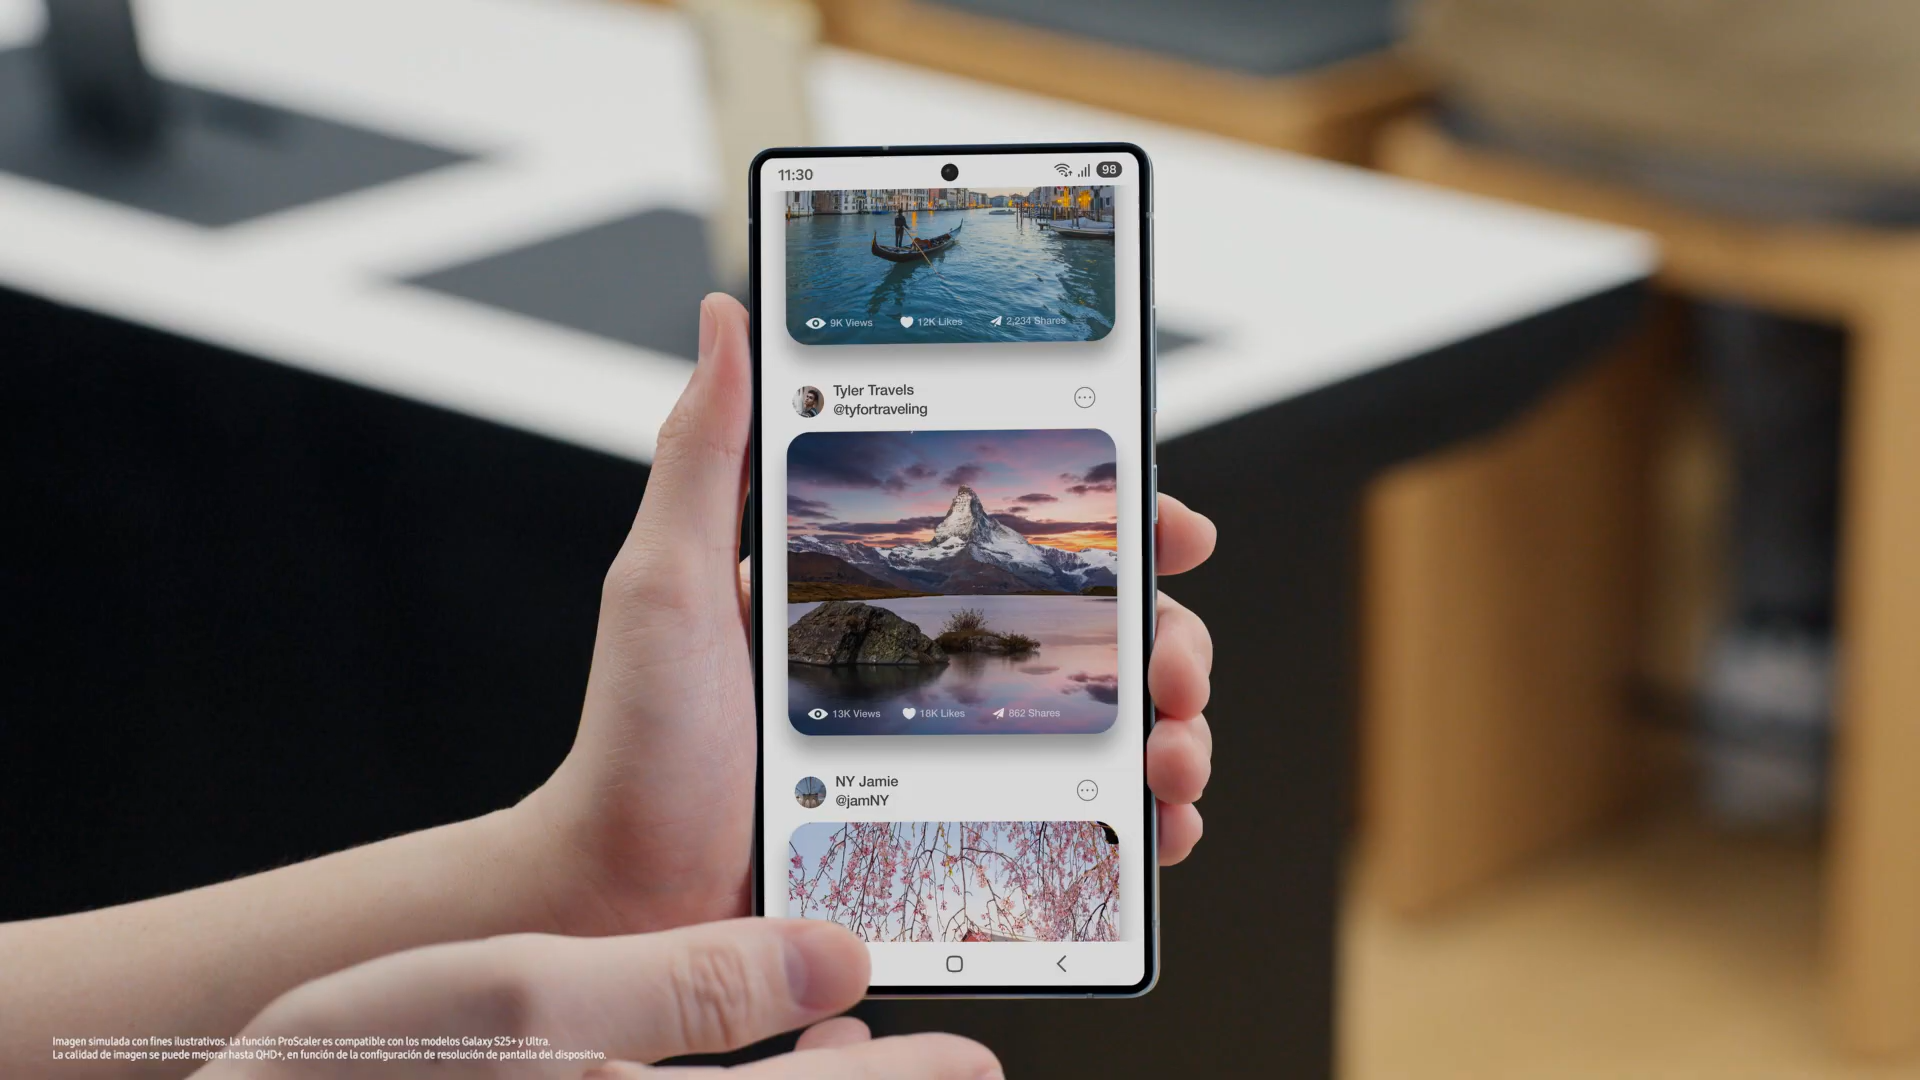 11:30
98
9K Views
12K Likes
2,234 Shares
Tyler Travels
@tyfortraveling
13K Views
18K Likes
862 Shares
NY Jamie
@jamNY
Imagen simulada con fines ilustrativos. La función ProScaler es compatible con los modelos Galaxy S25+ y Ultra.
La calidad de imagen se puede mejorar hasta QHD+, en función de la configuración de resolución de pantalla del dispositivo.